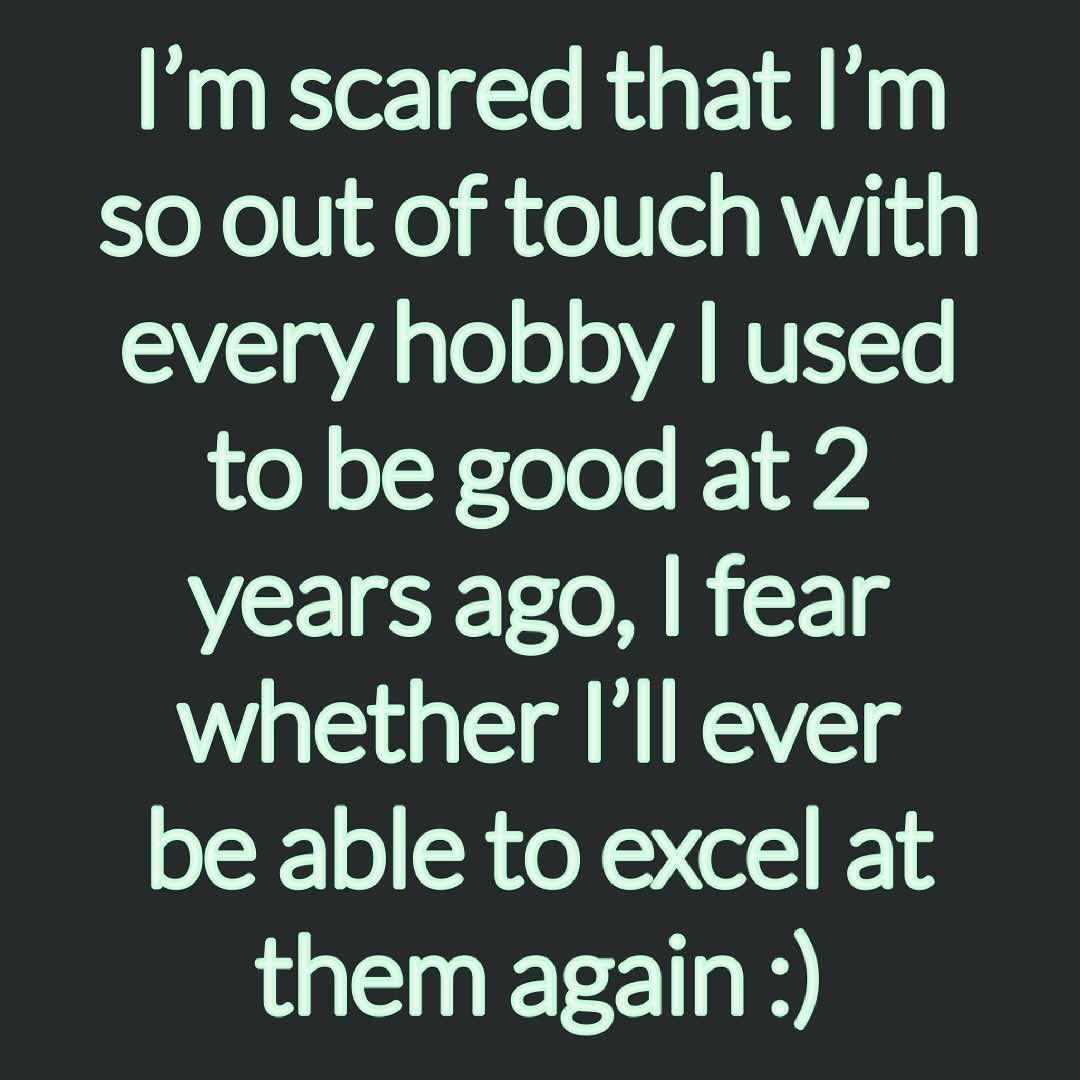 I’m scared that I’m
so out of touch with
every hobby I used
to be good at 2
years ago, I fear
whether I’ll ever
be able to excel at
them again :)